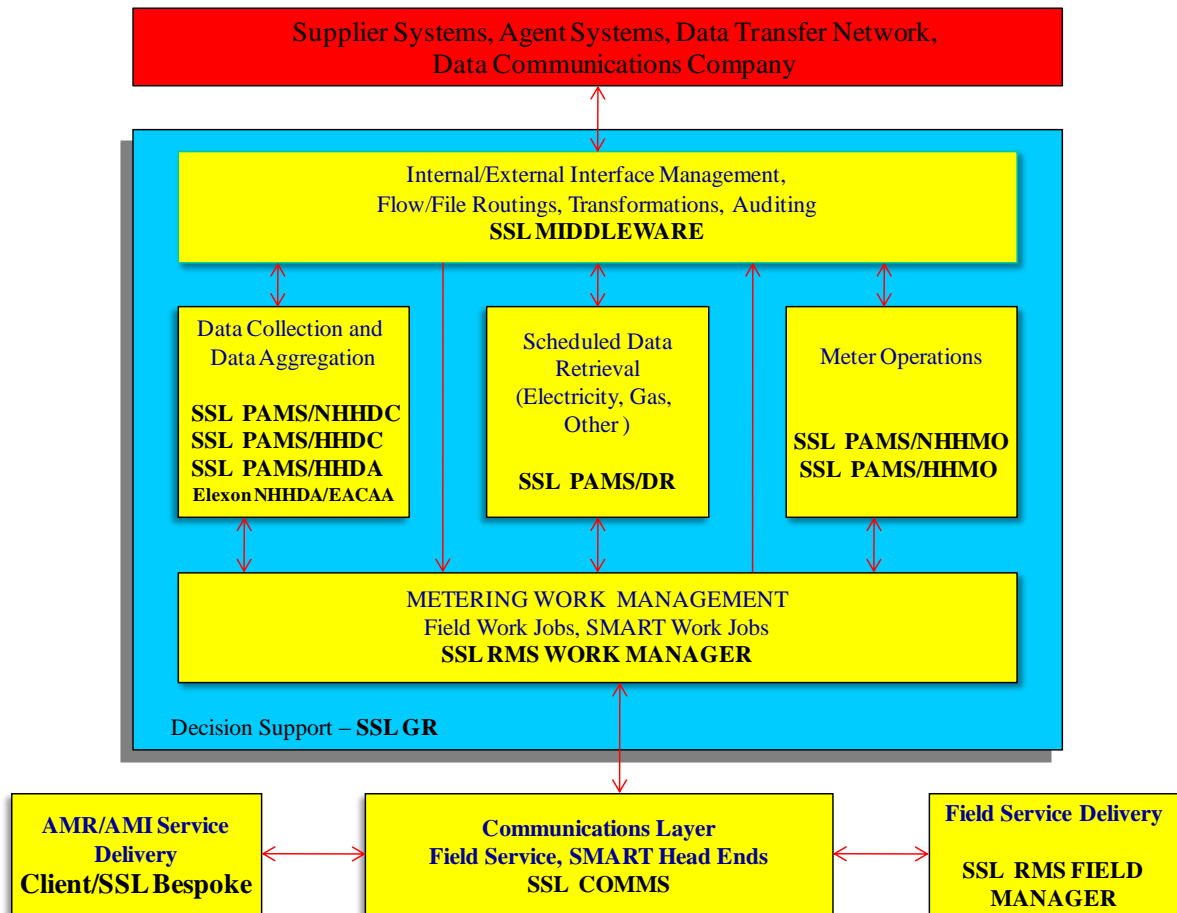 Supplier Systems, Agent Systems, Data Transfer Network,
Data Communications Company
Internal/External Interface Management,
Flow/File Routings, Transformations, Auditing
SSL MIDDLEWARE
Data Collection and
Data Aggregation
SSL PAMS/NHHDC
SSL PAMS/HHDC
SSL PAMS/HHDA
Elexon NHHDA/EACAA
Scheduled Data
Retrieval
(Electricity, Gas,
Other )
SSL PAMS/DR
Meter Operations
SSL PAMS/NHHMO
SSL PAMS/HHMO
METERING WORK MANAGEMENT
Field Work Jobs, SMART Work Jobs
SSL RMS WORK MANAGER
Decision Support – SSL GR
AMR/AMI Service
Delivery
Client/SSL Bespoke
Communications Layer
Field Service, SMART Head Ends
SSL COMMS
Field Service Delivery
SSL RMS FIELD
MANAGER